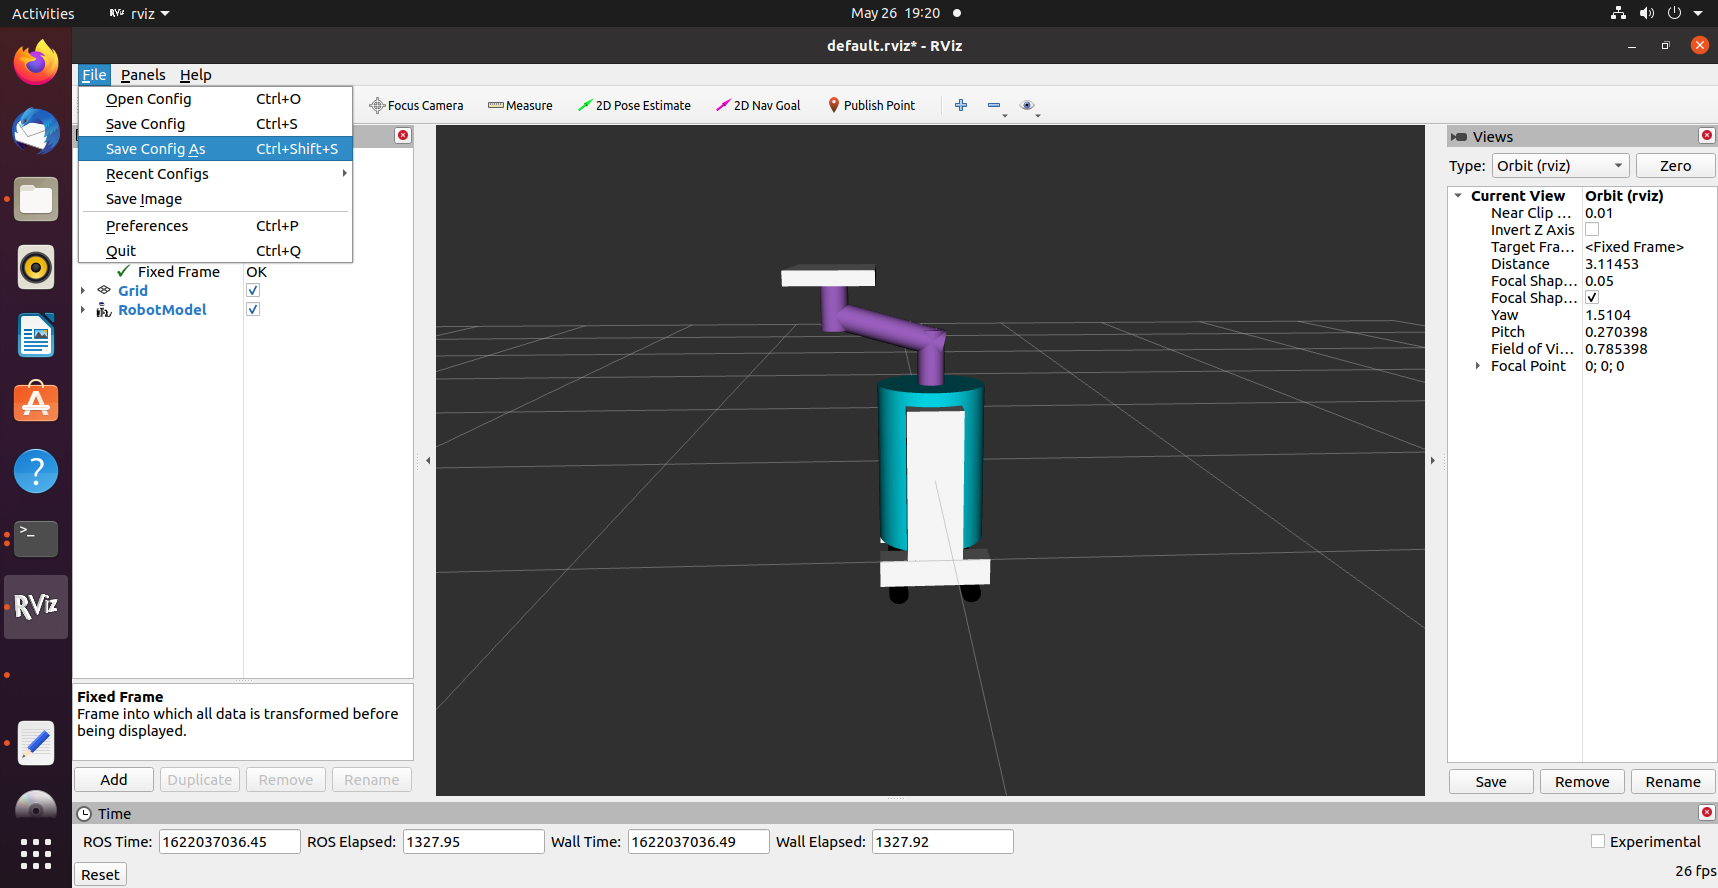 Activities RViz rviz May 26 19:20
default.rviz* - RViz
File Panels Help
Open Config Ctrl+O
Save Config Ctrl+S
Save Config As Ctrl+Shift+S
Recent Configs
Save Image
Preferences Ctrl+P
Quit Ctrl+Q
Focus Camera Measure 2D Pose Estimate 2D Nav Goal Publish Point
Fixed Frame OK
Grid
RobotModel
Fixed Frame
Frame into which all data is transformed before
being displayed.
Add Duplicate Remove Rename
Views
Type: Orbit (rviz) Zero
Current View Orbit (rviz)
Near Clip ... 0.01
Invert Z Axis
Target Fra... <Fixed Frame>
Distance 3.11453
Focal Shap... 0.05
Focal Shap...
Yaw 1.5104
Pitch 0.270398
Field of Vi... 0.785398
Focal Point 0; 0; 0
Save Remove Rename
>_
RViz
Time
ROS Time: 1622037036.45 ROS Elapsed: 1327.95 Wall Time: 1622037036.49 Wall Elapsed: 1327.92 Experimental
Reset 26 fps